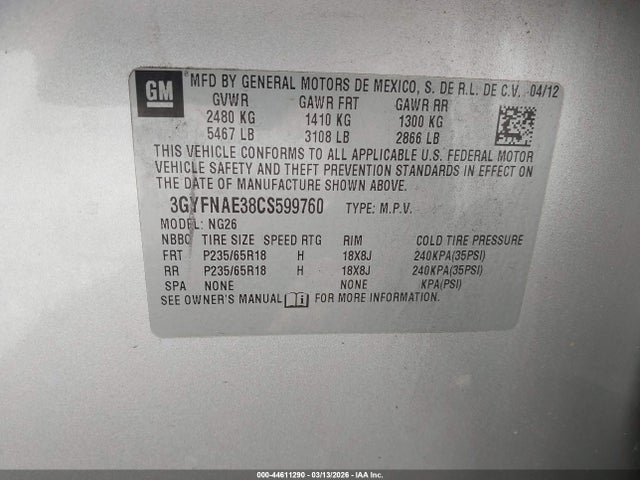 GM
MFD BY GENERAL MOTORS DE MEXICO, S. DE R.L. DE C.V. 04/12
GVWR GAWR FRT GAWR RR
2480 KG 1410 KG 1300 KG
5467 LB 3108 LB 2866 LB
THIS VEHICLE CONFORMS TO ALL APPLICABLE U.S. FEDERAL MOTOR
VEHICLE SAFETY AND THEFT PREVENTION STANDARDS IN EFFECT ON
THE DATE OF MANUFACTURE SHOWN ABOVE.
3GYFNAE38CS599760 TYPE: M.P.V.
MODEL: NG26
NBBC TIRE SIZE SPEED RTG RIM COLD TIRE PRESSURE
FRT P235/65R18 H 18X8J 240KPA(35PSI)
RR P235/65R18 H 18X8J 240KPA(35PSI)
SPA NONE NONE KPA(PSI)
SEE OWNER'S MANUAL FOR MORE INFORMATION.
000-44611290 - 03/13/2026 - IAA Inc.